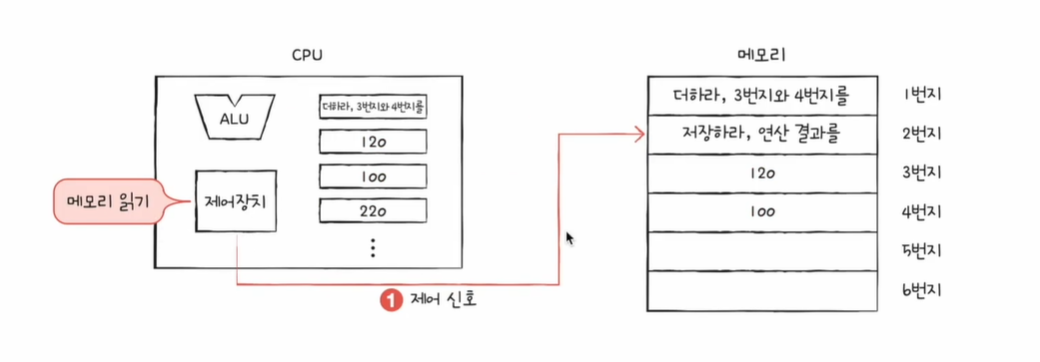 CPU
ALU
제어장치
메모리 읽기
더하라, 3번지와 4번지를
120
100
220
1 제어 신호
메모리
더하라, 3번지와 4번지를 1번지
저장하라, 연산 결과를 2번지
120 3번지
100 4번지
5번지
6번지